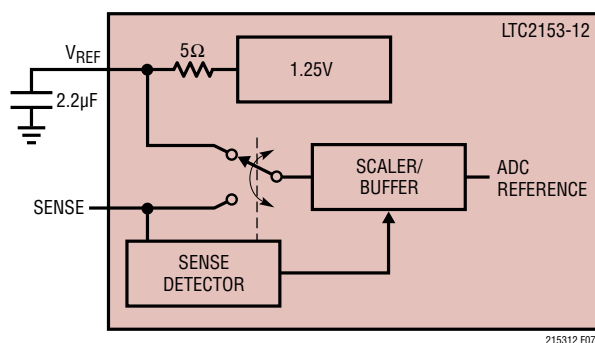 LTC2153-12
VREF
5Ω
1.25V
2.2µF
SCALER/
BUFFER
ADC
REFERENCE
SENSE
SENSE
DETECTOR
215312 F07